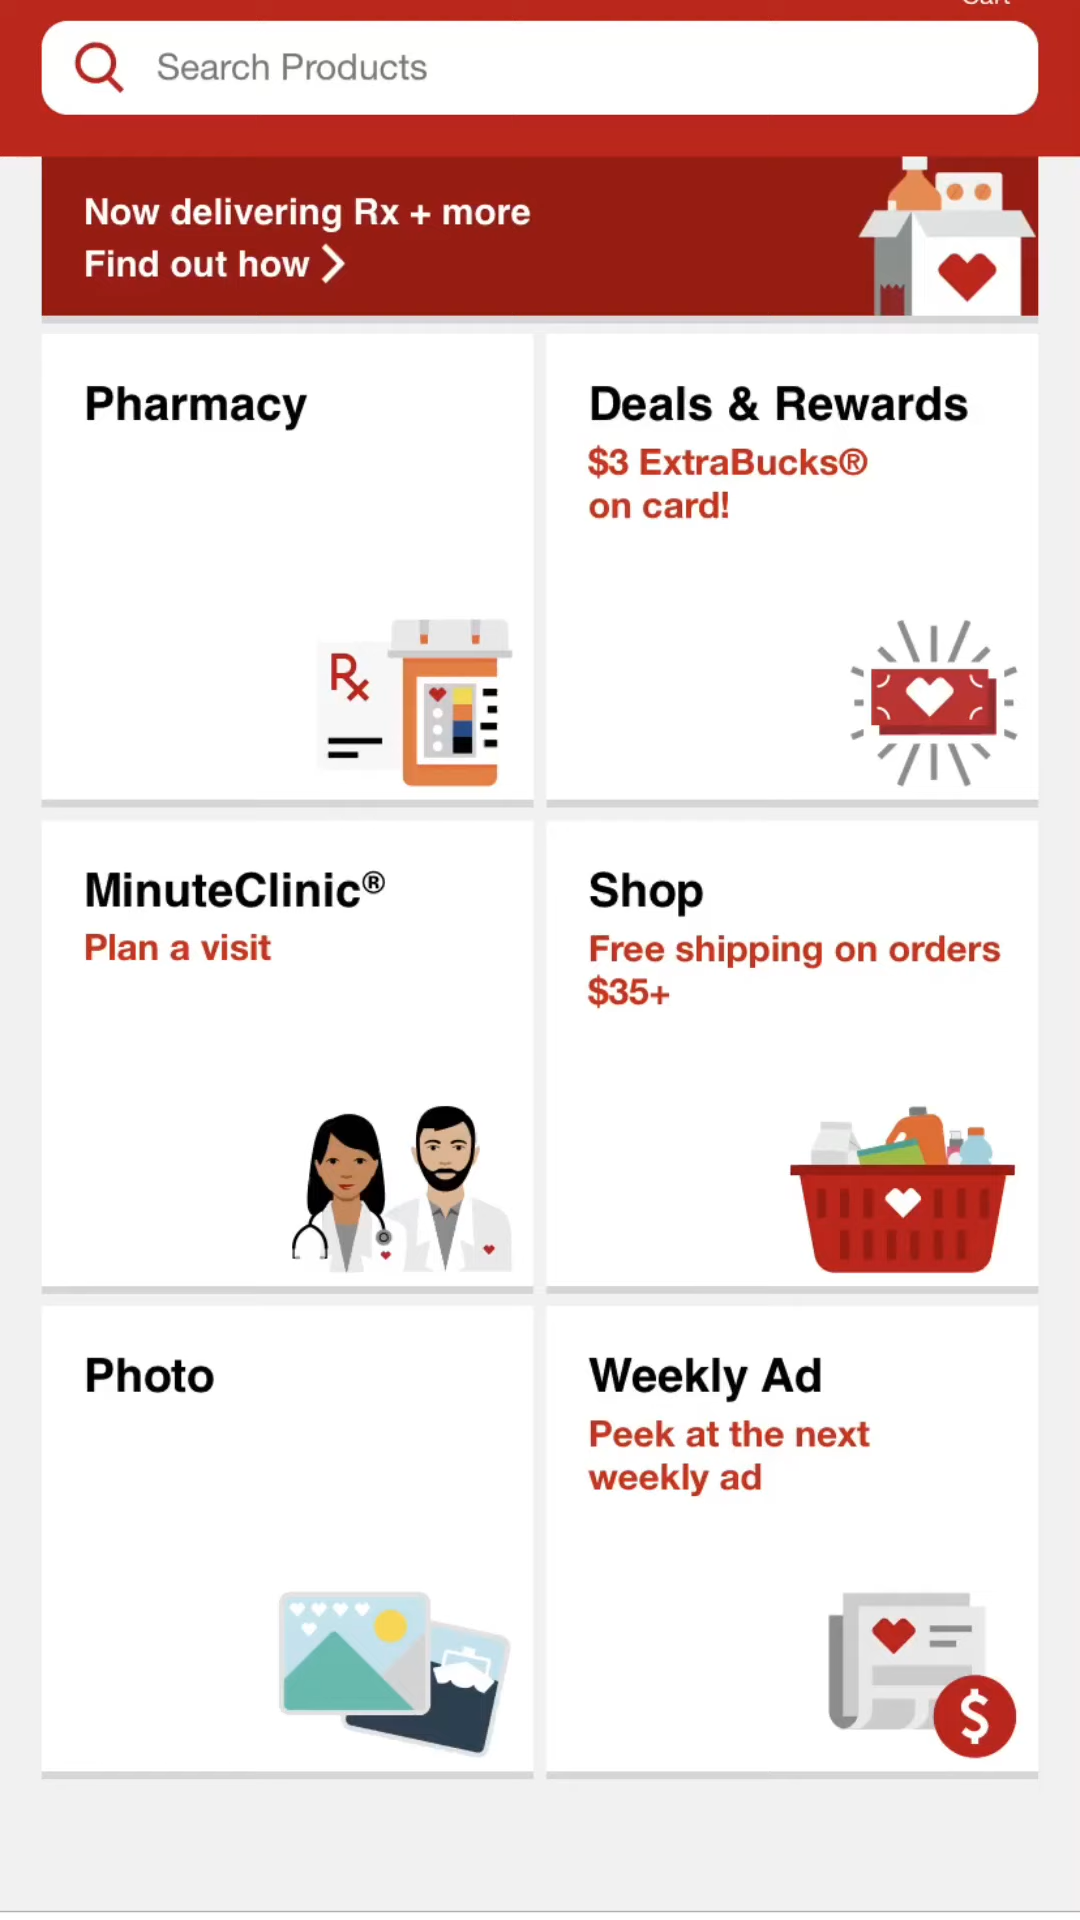 Cart
Search Products
Now delivering Rx + more
Find out how
Pharmacy
Deals & Rewards
$3 ExtraBucks®
on card!
Rx
MinuteClinic®
Plan a visit
Shop
Free shipping on orders
$35+
Photo
Weekly Ad
Peek at the next
weekly ad
$